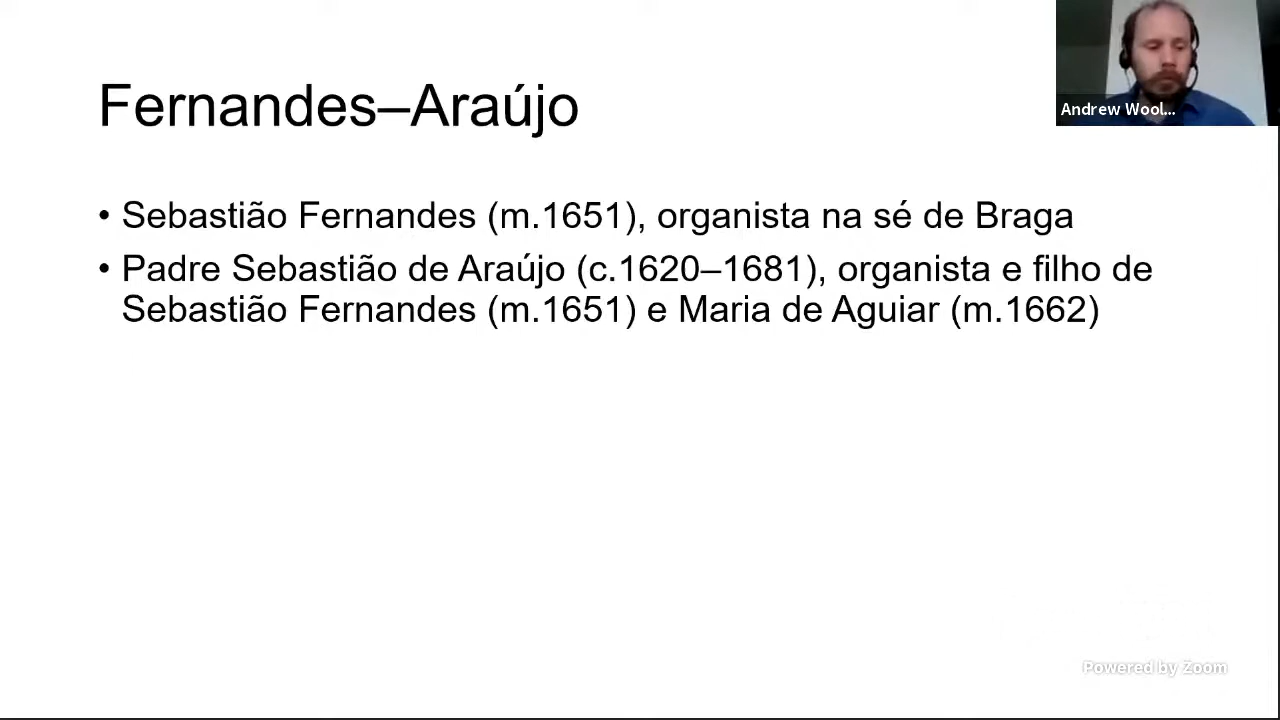 Fernandes–Araújo
Andrew Wool...
• Sebastião Fernandes (m.1651), organista na sé de Braga
• Padre Sebastião de Araújo (c.1620–1681), organista e filho de
Sebastião Fernandes (m.1651) e Maria de Aguiar (m.1662)
Powered by Zoom